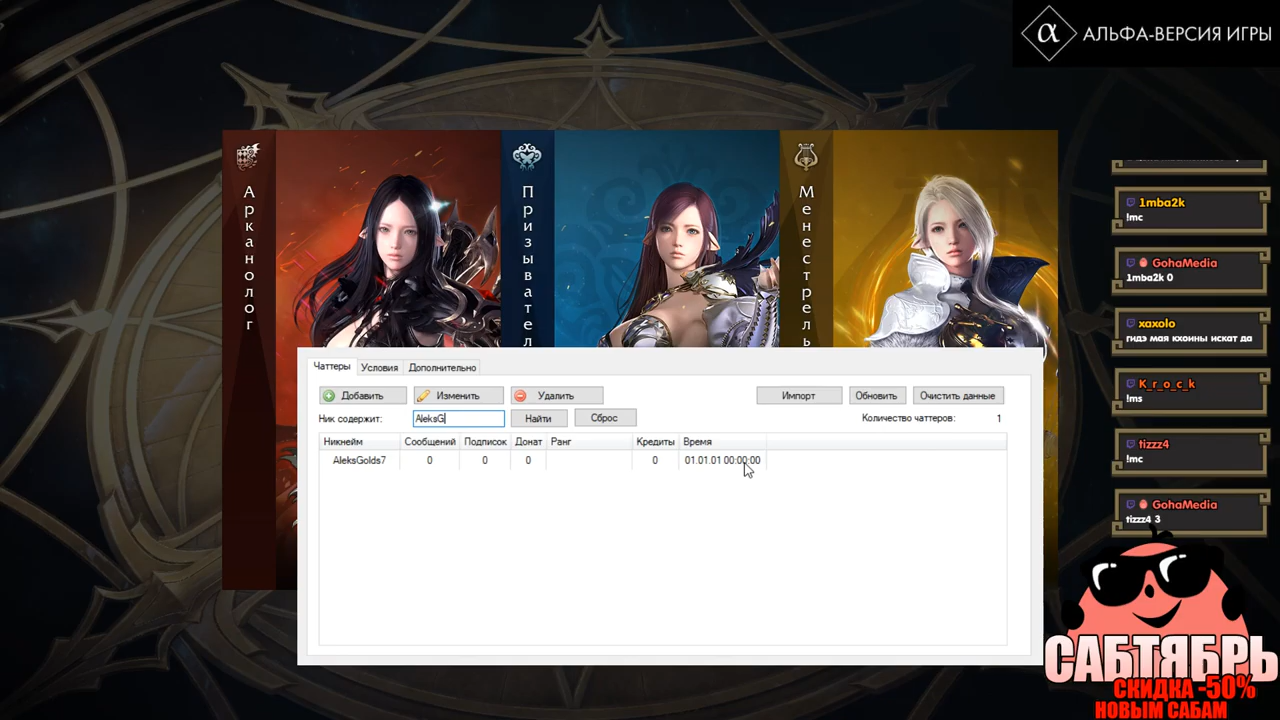 α АЛЬФА-ВЕРСИЯ ИГРЫ
Арканолог
Призывател
Менестрель
Чаттеры Условия Дополнительно
Добавить Изменить Удалить Импорт Обновить Очистить данные
Ник содержит: AleksG Найти Сброс Количество чаттеров: 1
Никнейм Сообщений Подписок Донат Ранг Кредиты Время
AleksGolds7 0 0 0 0 01.01.01 00:00:00
1mba2k
!mc
GohaMedia
1mba2k 0
xaxolo
гидэ мая кхоины искат да
K_r_o_c_k
!ms
tizzz4
!mc
GohaMedia
tizzz4 3
САБТЯБРЬ
СКИДКА -50%
НОВЫМ САБАМ